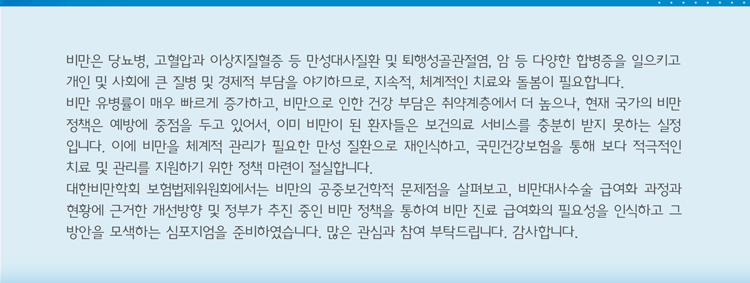 비만은 당뇨병, 고혈압과 이상지질혈증 등 만성대사질환 및 퇴행성골관절염, 암 등 다양한 합병증을 일으키고
개인 및 사회에 큰 질병 및 경제적 부담을 야기하므로, 지속적, 체계적인 치료와 돌봄이 필요합니다.
비만 유병률이 매우 빠르게 증가하고, 비만으로 인한 건강 부담은 취약계층에서 더 높으나, 현재 국가의 비만
정책은 예방에 중점을 두고 있어서, 이미 비만이 된 환자들은 보건의료 서비스를 충분히 받지 못하는 실정
입니다. 이에 비만을 체계적 관리가 필요한 만성 질환으로 재인식하고, 국민건강보험을 통해 보다 적극적인
치료 및 관리를 지원하기 위한 정책 마련이 절실합니다.
대한비만학회 보험법제위원회에서는 비만의 공중보건학적 문제점을 살펴보고, 비만대사수술 급여화 과정과
현황에 근거한 개선방향 및 정부가 추진 중인 비만 정책을 통하여 비만 진료 급여화의 필요성을 인식하고 그
방안을 모색하는 심포지엄을 준비하였습니다. 많은 관심과 참여 부탁드립니다. 감사합니다.